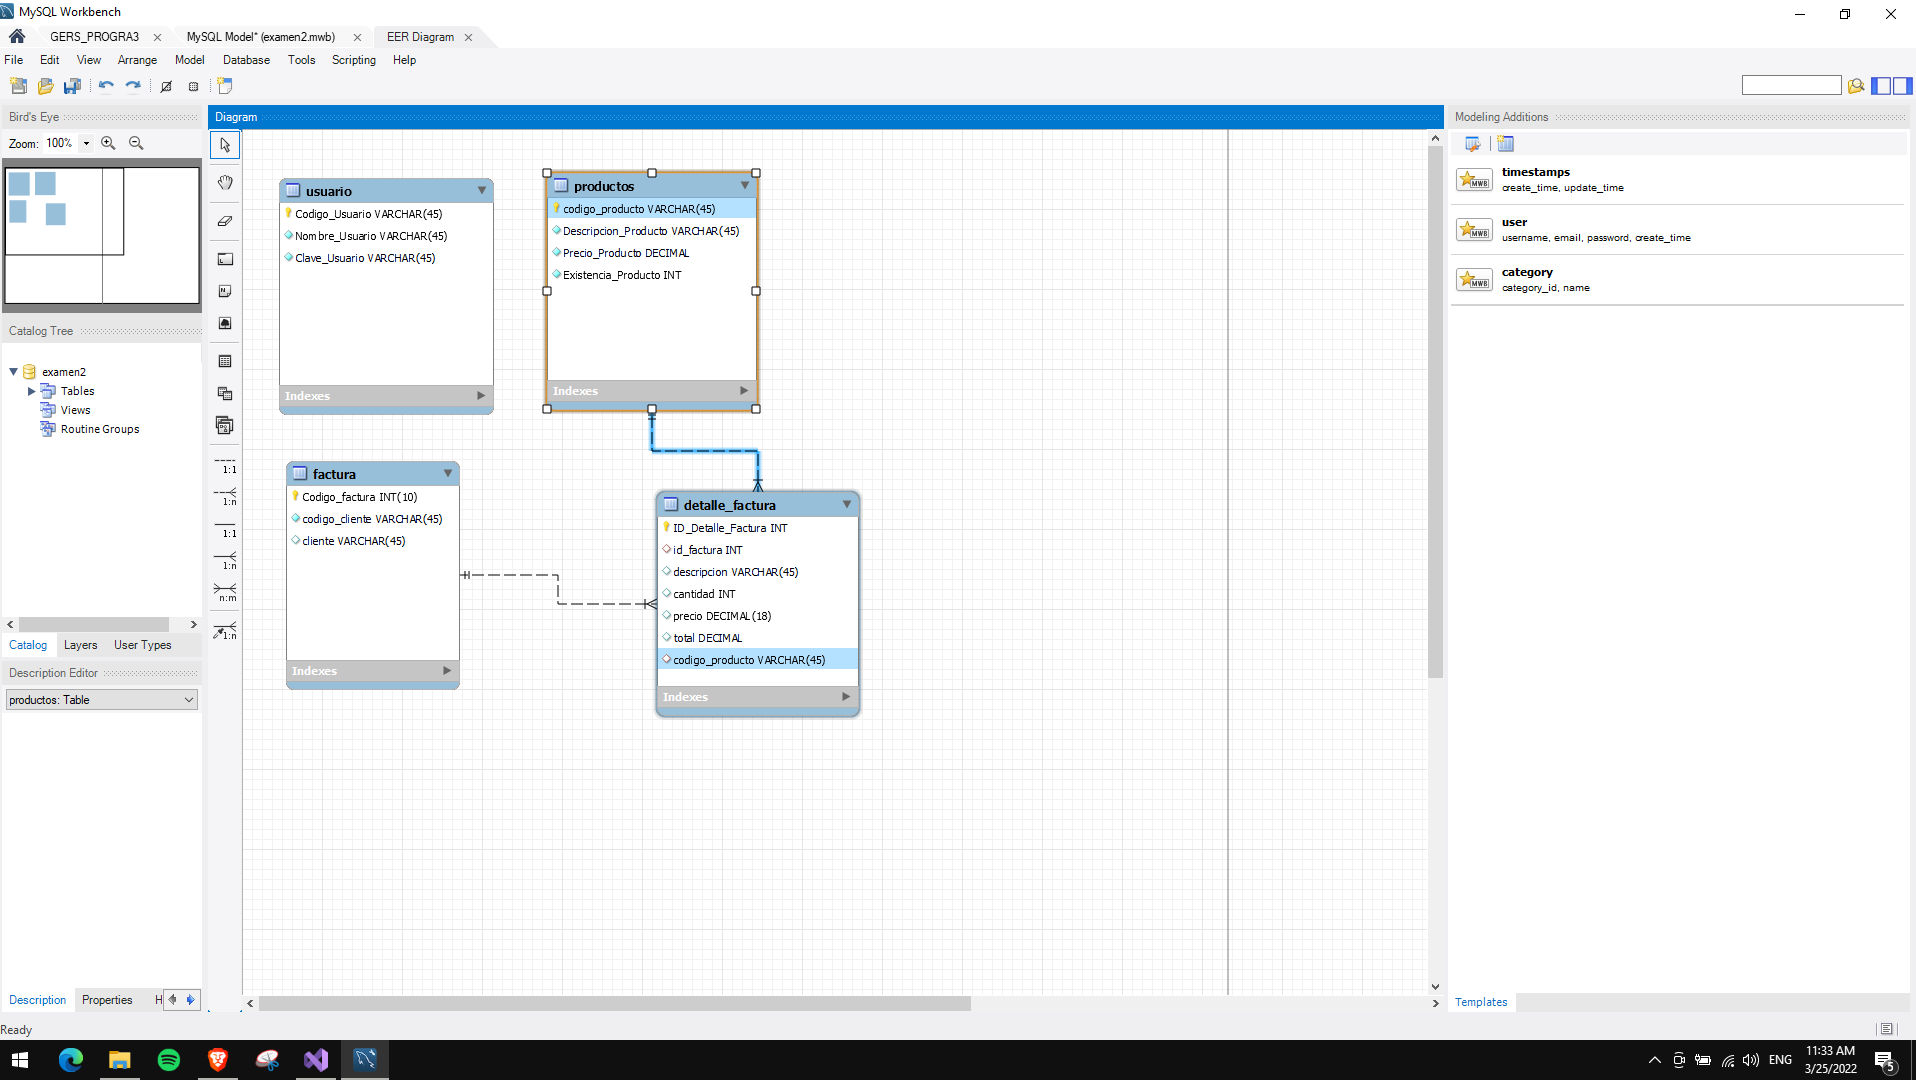 MySQL Workbench
GERS_PROGRA3
MySQL Model* (examen2.mwb)
EER Diagram
File Edit View Arrange Model Database Tools Scripting Help
Bird's Eye
Zoom: 100%
Catalog Tree
examen2
Tables
Views
Routine Groups
Catalog Layers User Types
Description Editor
productos: Table
Description Properties H
Ready
Diagram
1:1
1:n
1:1
1:n
n:m
1:n
usuario
Codigo_Usuario VARCHAR(45)
Nombre_Usuario VARCHAR(45)
Clave_Usuario VARCHAR(45)
Indexes
productos
codigo_producto VARCHAR(45)
Descripcion_Producto VARCHAR(45)
Precio_Producto DECIMAL
Existencia_Producto INT
Indexes
factura
Codigo_factura INT(10)
codigo_cliente VARCHAR(45)
cliente VARCHAR(45)
Indexes
detalle_factura
ID_Detalle_Factura INT
id_factura INT
descripcion VARCHAR(45)
cantidad INT
precio DECIMAL(18)
total DECIMAL
codigo_producto VARCHAR(45)
Indexes
Modeling Additions
MWB
timestamps
create_time, update_time
MWB
user
username, email, password, create_time
MWB
category
category_id, name
Templates
ENG
11:33 AM
3/25/2022
5